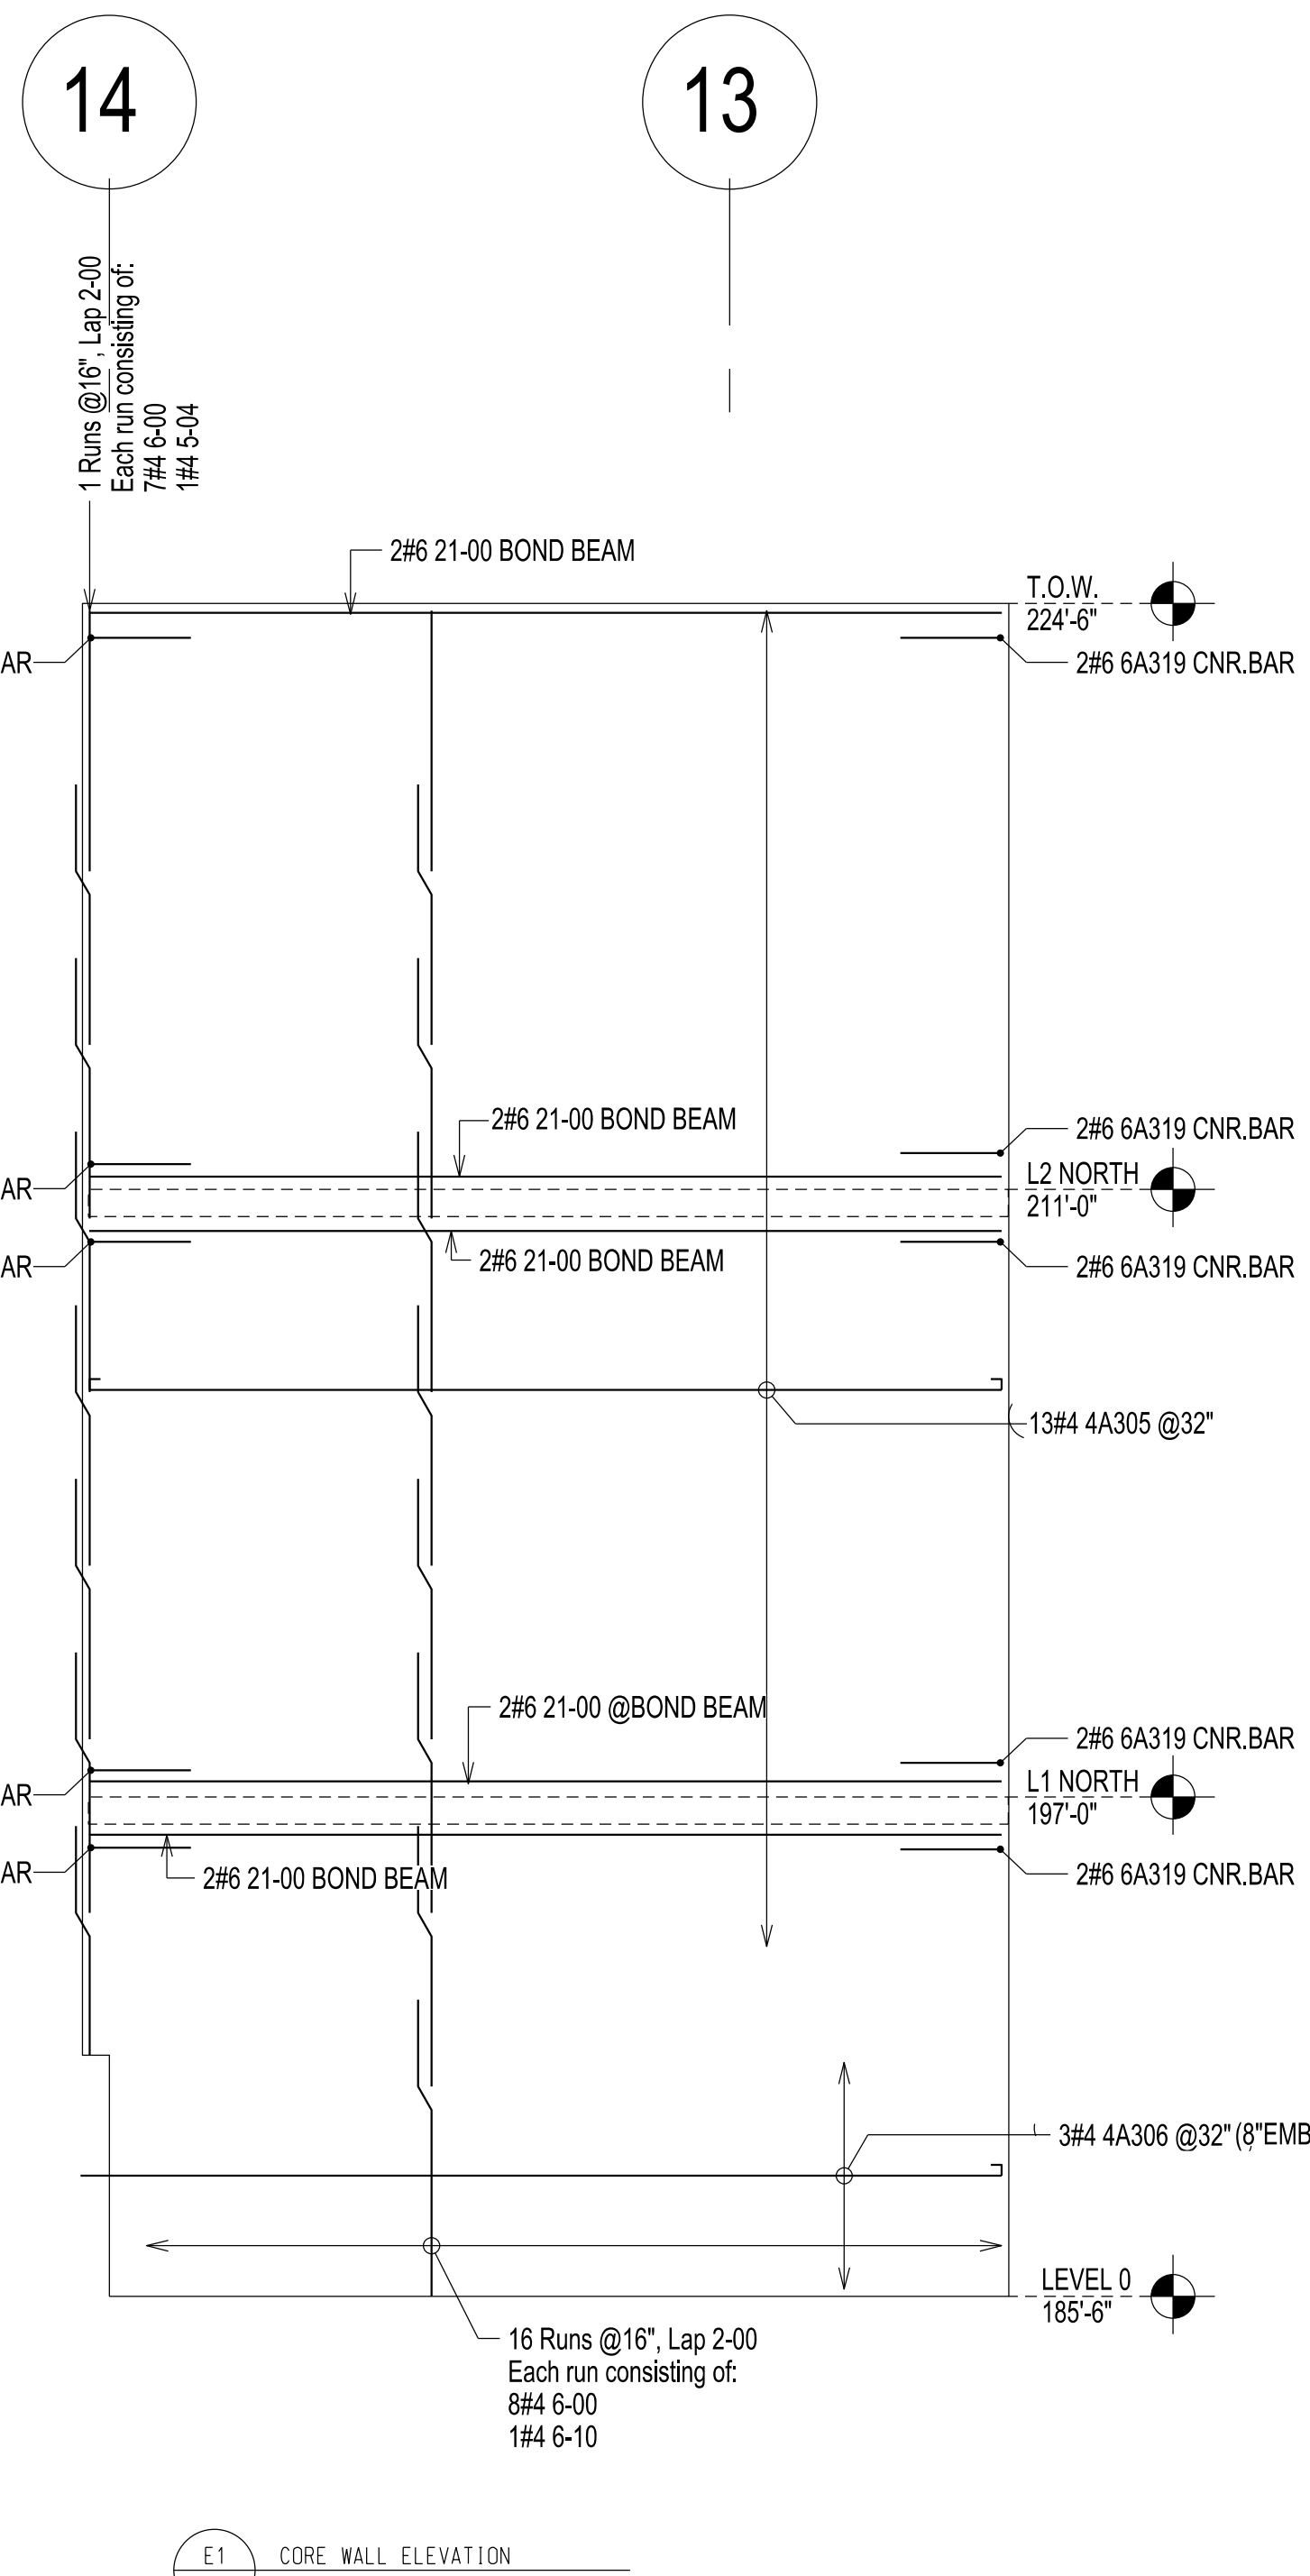 14
13
1 Runs @16", Lap 2-00
Each run consisting of:
7#4 6-00
1#4 5-04
2#6 21-00 BOND BEAM
T.O.W.
224'-6"
AR
2#6 6A319 CNR.BAR
2#6 21-00 BOND BEAM
2#6 6A319 CNR.BAR
L2 NORTH
211'-0"
AR
AR
2#6 21-00 BOND BEAM
2#6 6A319 CNR.BAR
13#4 4A305 @32"
2#6 21-00 @BOND BEAM
2#6 6A319 CNR.BAR
L1 NORTH
197'-0"
AR
AR
2#6 21-00 BOND BEAM
2#6 6A319 CNR.BAR
3#4 4A306 @32" (8"EMB
LEVEL 0
185'-6"
16 Runs @16", Lap 2-00
Each run consisting of:
8#4 6-00
1#4 6-10
E1 CORE WALL ELEVATION